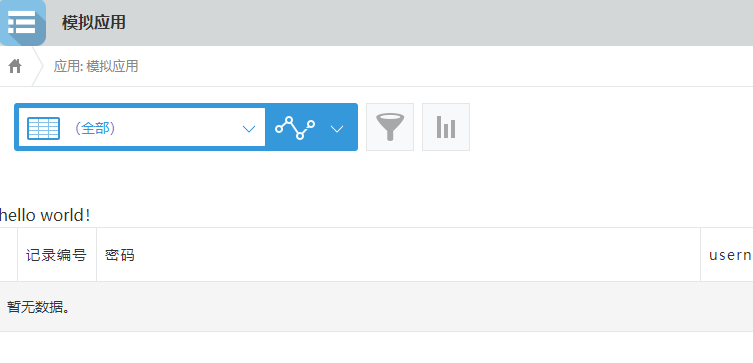 模拟应用
应用: 模拟应用
（全部）
hello world!
记录编号 密码 usern
暂无数据。